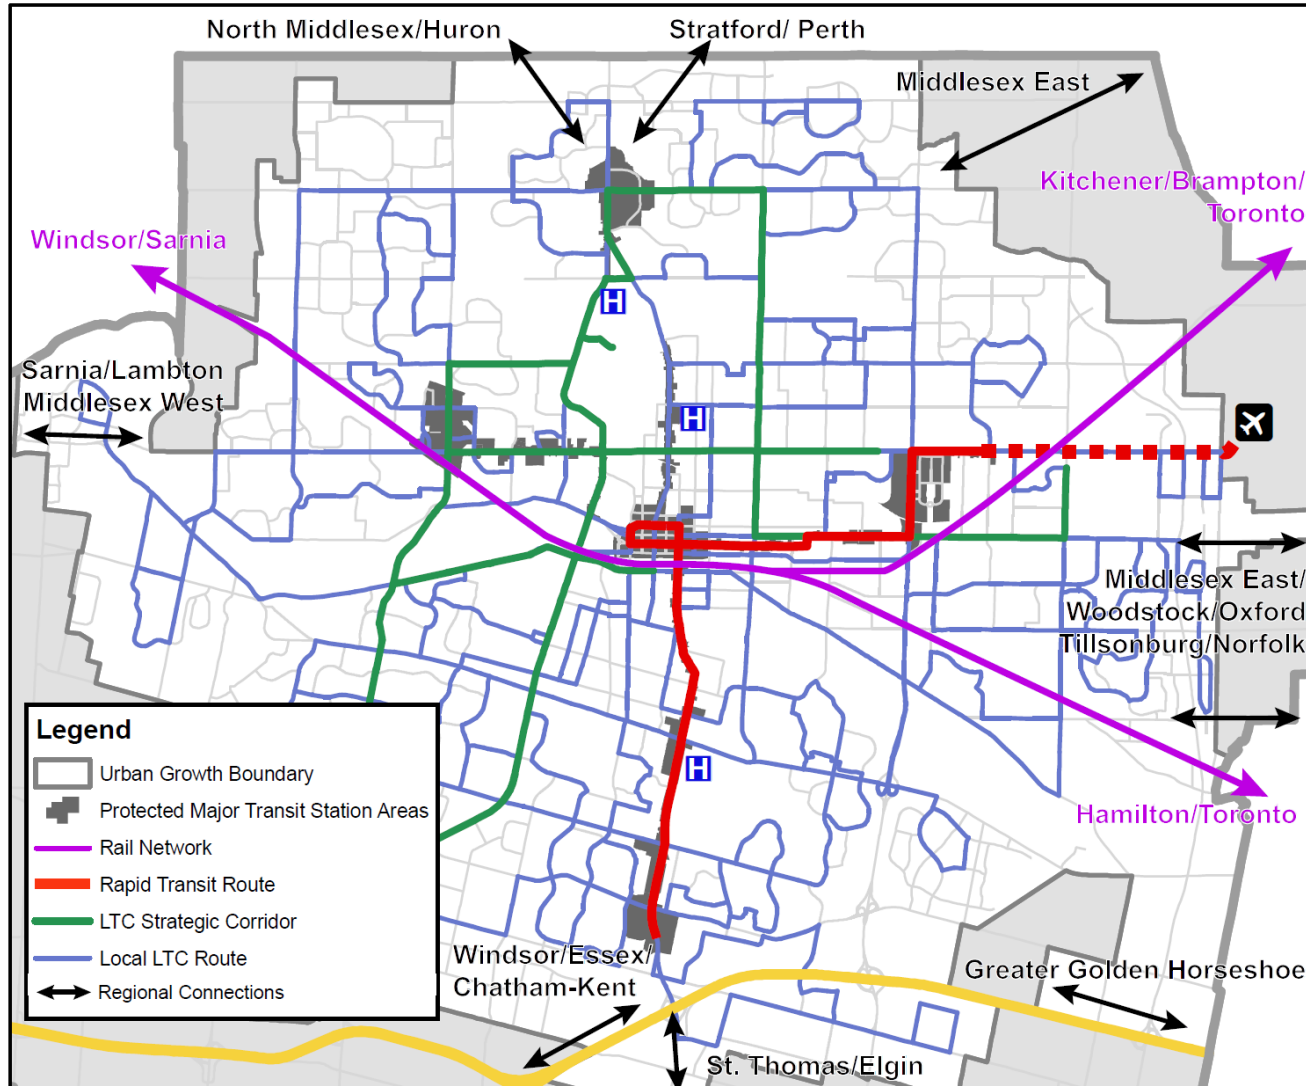 North Middlesex/Huron
Stratford/ Perth
Middlesex East
Kitchener/Brampton/
Toronto
Windsor/Sarnia
H
Sarnia/Lambton
Middlesex West
H
Middlesex East/
Woodstock/Oxford
Tillsonburg/Norfolk
H
Hamilton/Toronto
Legend
Urban Growth Boundary
Protected Major Transit Station Areas
Rail Network
Rapid Transit Route
LTC Strategic Corridor
Local LTC Route
Regional Connections
Windsor/Essex/
Chatham-Kent
Greater Golden Horseshoe
St. Thomas/Elgin